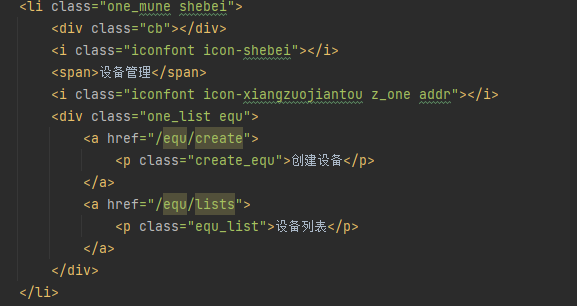 <li class="one_mune shebei">
<div class="cb"></div>
<i class="iconfont icon-shebei"></i>
<span>设备管理</span>
<i class="iconfont icon-xiangzuojiantou z_one addr"></i>
<div class="one_list equ">
<a href="/equ/create">
<p class="create_equ">创建设备</p>
</a>
<a href="/equ/lists">
<p class="equ_list">设备列表</p>
</a>
</div>
</li>